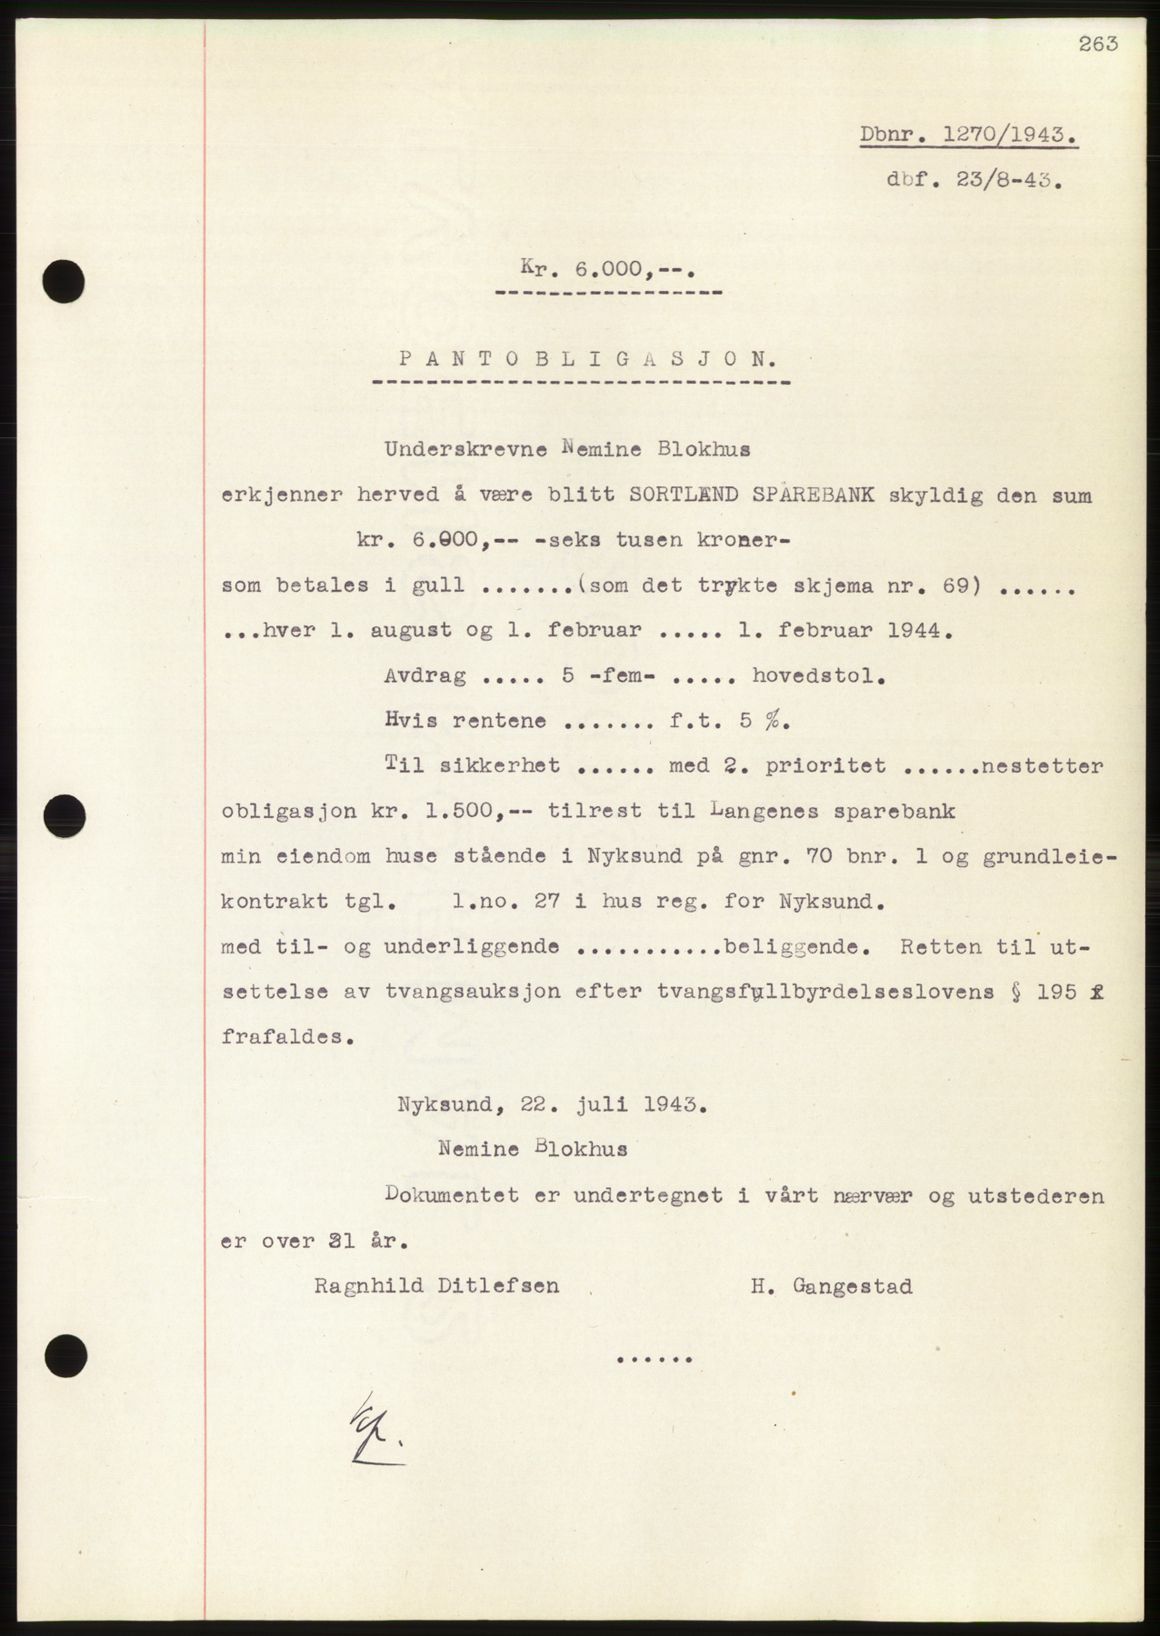 263
Dbnr. 1270/1943.
dbf. 23/8-43.
Kr. 6.000,--.
PANTOBLIGASJON.
Underskrevne Nemine Blokhus
erkjenner herved å være blitt SORTLAND SPAREBANK skyldig den sum
kr. 6.000,-- -seks tusen kroner-
som betales i gull .......(som det trykte skjema nr. 69) ......
...hver 1. august og 1. februar ..... 1. februar 1944.
Avdrag ..... 5 -fem- ..... hovedstol.
Hvis rentene ....... f.t. 5 %.
Til sikkerhet ...... med 2. prioritet ......nestetter
obligasjon kr. 1.500,-- tilrest til Langenes sparebank
min eiendom huse stående i Nyksund på gnr. 70 bnr. 1 og grundleie-
kontrakt tgl. 1.no. 27 i hus reg. for Nyksund.
med til- og underliggende ...........beliggende. Retten til ut-
settelse av tvangsauksjon efter tvangsfullbyrdelseslovens § 195
frafaldes.
Nyksund, 22. juli 1943.
Nemine Blokhus
Dokumentet er undertegnet i vårt nærvær og utstederen
er over 21 år.
Ragnhild Ditlefsen H. Gangestad
......